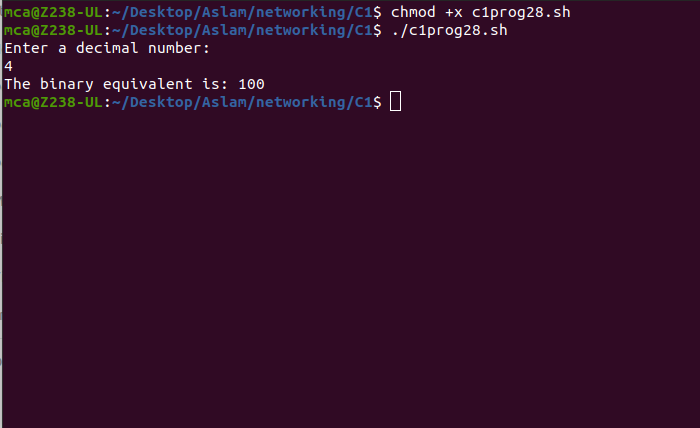 mca@Z238-UL:~/Desktop/Aslam/networking/C1$ chmod +x c1prog28.sh
mca@Z238-UL:~/Desktop/Aslam/networking/C1$ ./c1prog28.sh
Enter a decimal number:
4
The binary equivalent is: 100
mca@Z238-UL:~/Desktop/Aslam/networking/C1$